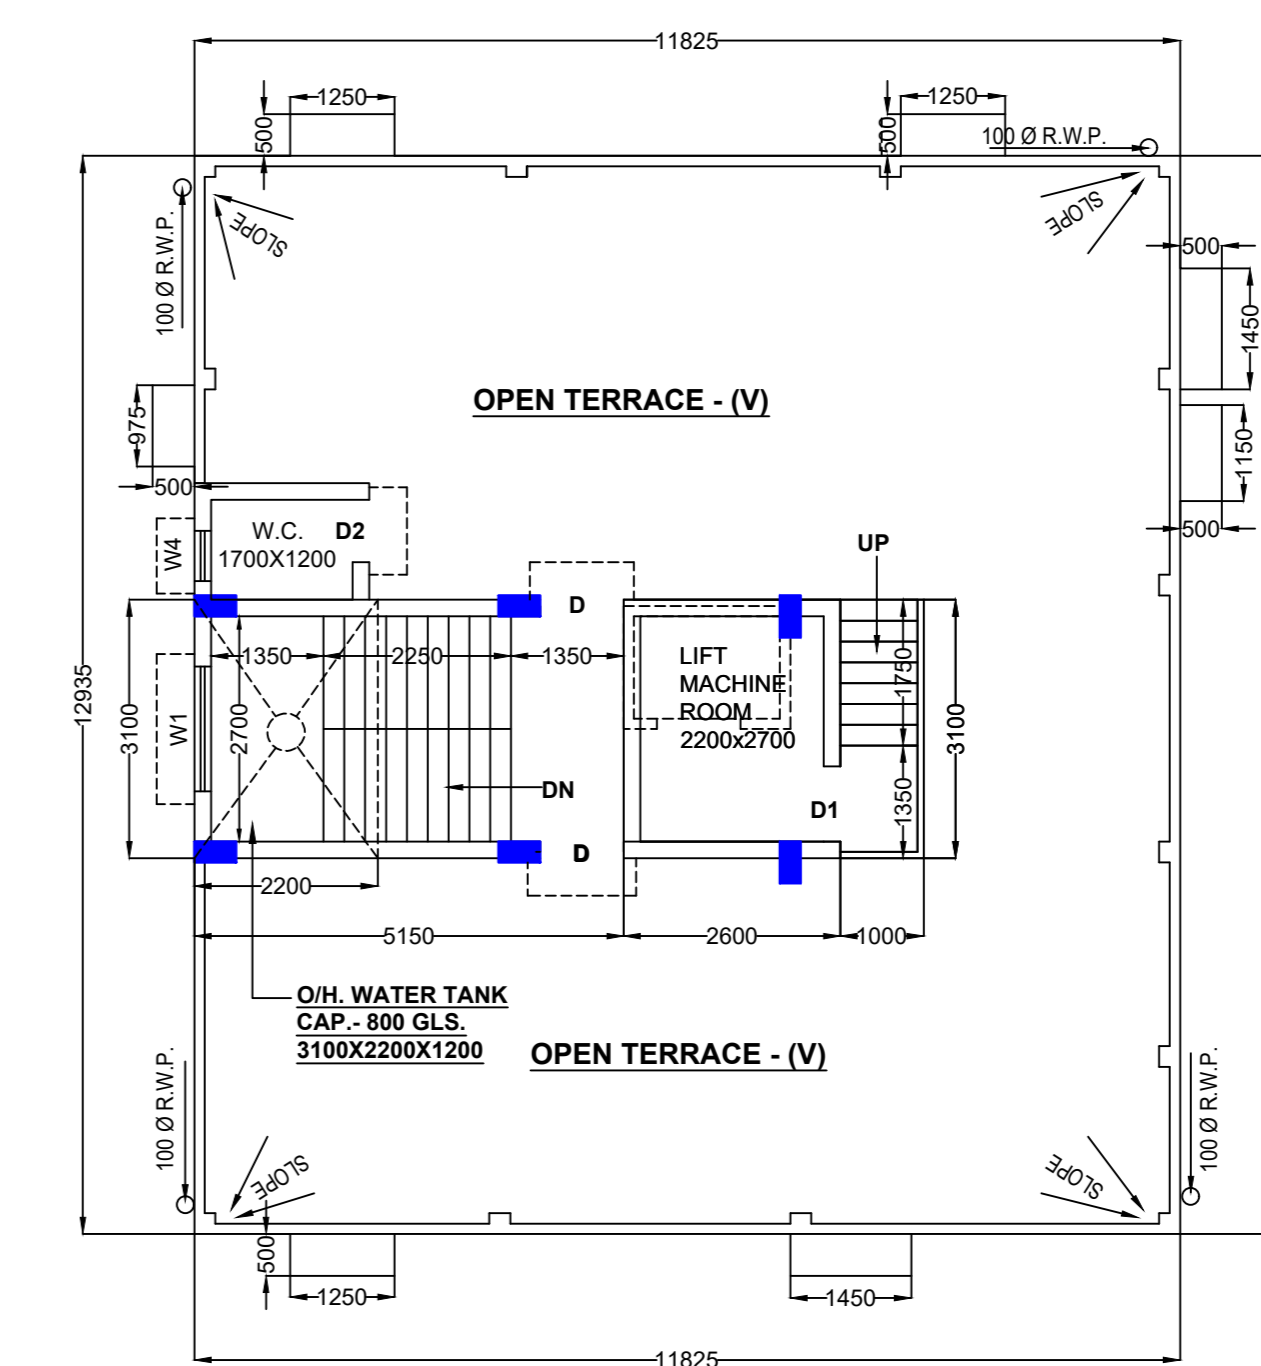 11825
1250
1250
500
500
100 Ø R.W.P.
100 Ø R.W.P.
SLOPE
SLOPE
500
1450
OPEN TERRACE - (V)
975
1150
500
500
W4
W.C. D2
1700X1200
UP
D
12935
3100
W1
2700
1350
2250
1350
LIFT
MACHINE
ROOM
2200x2700
1750
3100
DN
D1
1350
D
2200
5150
2600
1000
O/H. WATER TANK
CAP.- 800 GLS.
3100X2200X1200
OPEN TERRACE - (V)
100 Ø R.W.P.
100 Ø R.W.P.
SLOPE
SLOPE
500
1250
1450
11825